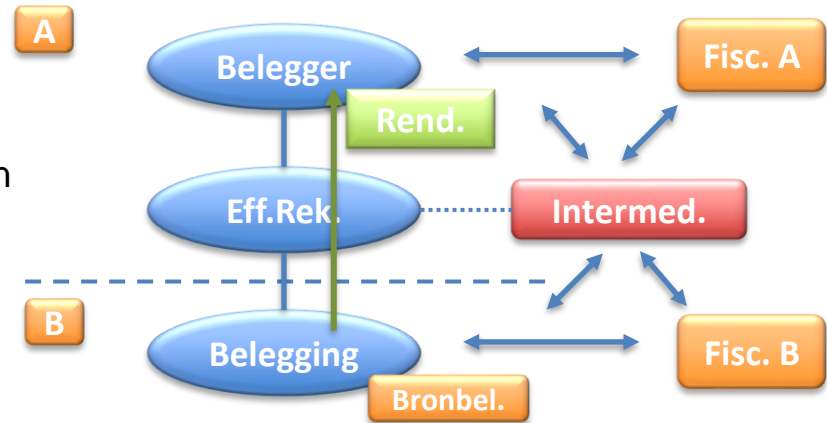 A
Belegger
Fisc. A
Rend.
n
Eff.Rek.
Intermed.
B
Belegging
Fisc. B
Bronbel.